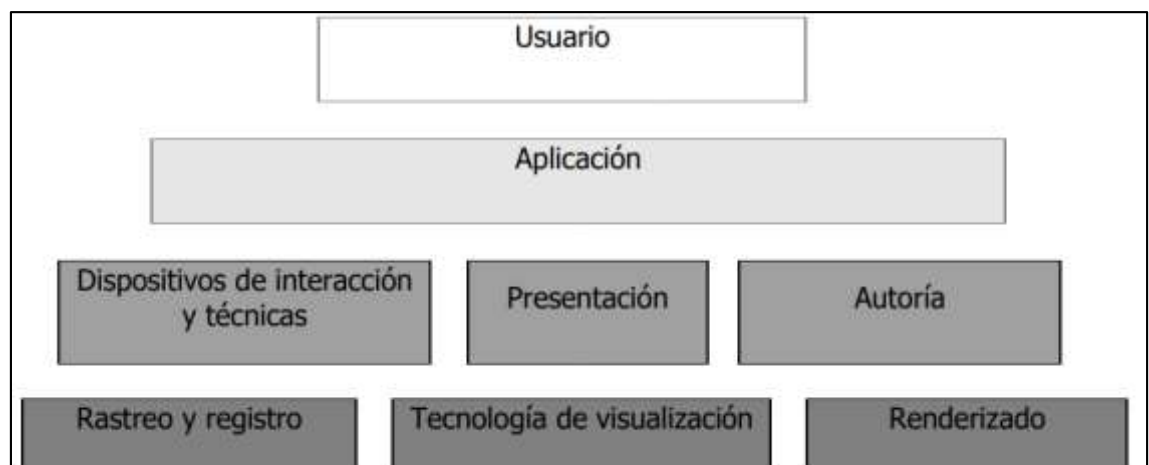 Usuario
Aplicación
Dispositivos de interacción
y técnicas
Presentación
Autoría
Rastreo y registro
Tecnología de visualización
Renderizado